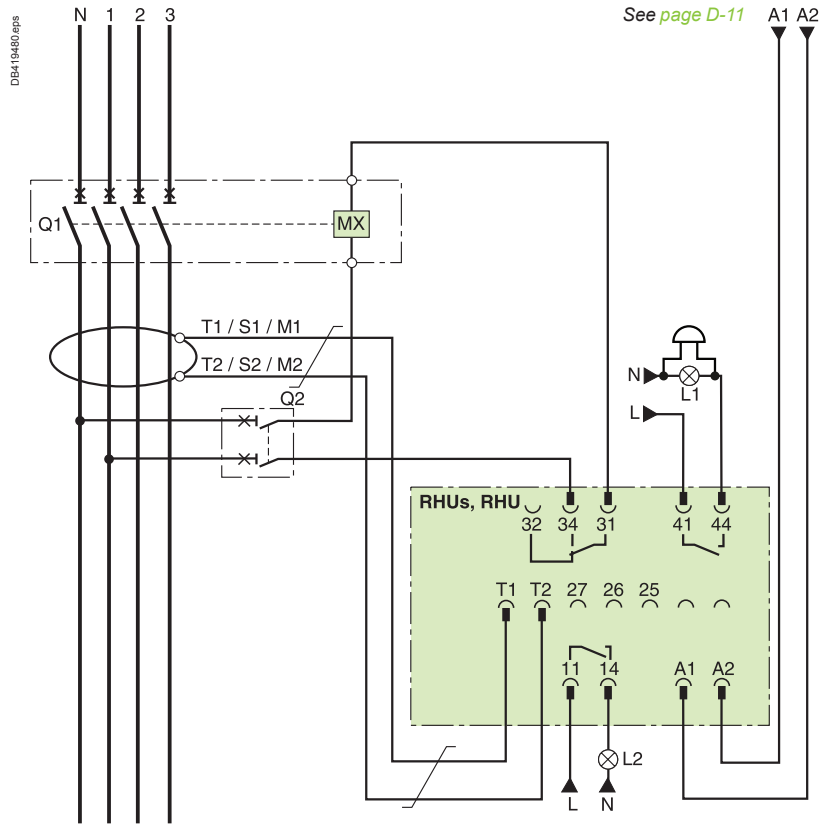 N 1 2 3
See page D-11
A1 A2
DB419480.eps
Q1
MX
T1 / S1 / M1
T2 / S2 / M2
Q2
N
L1
L
RHUs, RHU
32 34 31 41 44
T1 T2 27 26 25
11 14 A1 A2
L2
L N